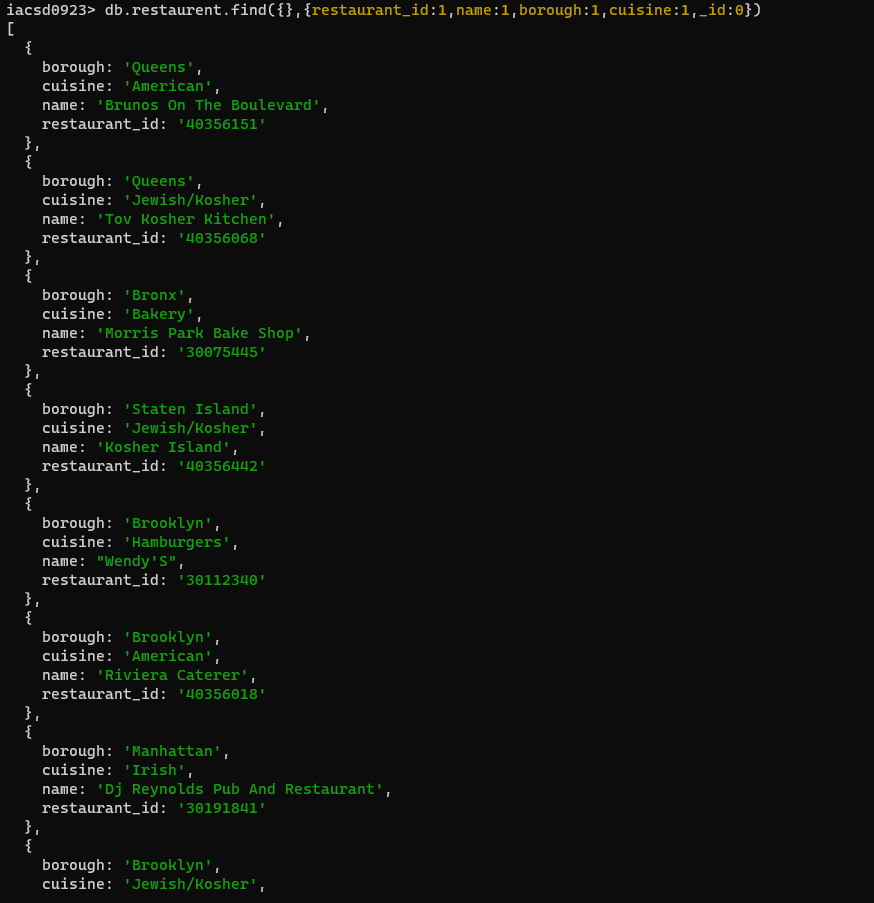 iacsd0923> db.restaurent.find({},{restaurant_id:1,name:1,borough:1,cuisine:1,_id:0})
[
  {
    borough: 'Queens',
    cuisine: 'American',
    name: 'Brunos On The Boulevard',
    restaurant_id: '40356151'
  },
  {
    borough: 'Queens',
    cuisine: 'Jewish/Kosher',
    name: 'Tov Kosher Kitchen',
    restaurant_id: '40356068'
  },
  {
    borough: 'Bronx',
    cuisine: 'Bakery',
    name: 'Morris Park Bake Shop',
    restaurant_id: '30075445'
  },
  {
    borough: 'Staten Island',
    cuisine: 'Jewish/Kosher',
    name: 'Kosher Island',
    restaurant_id: '40356442'
  },
  {
    borough: 'Brooklyn',
    cuisine: 'Hamburgers',
    name: "Wendy'S",
    restaurant_id: '30112340'
  },
  {
    borough: 'Brooklyn',
    cuisine: 'American',
    name: 'Riviera Caterer',
    restaurant_id: '40356018'
  },
  {
    borough: 'Manhattan',
    cuisine: 'Irish',
    name: 'Dj Reynolds Pub And Restaurant',
    restaurant_id: '30191841'
  },
  {
    borough: 'Brooklyn',
    cuisine: 'Jewish/Kosher',